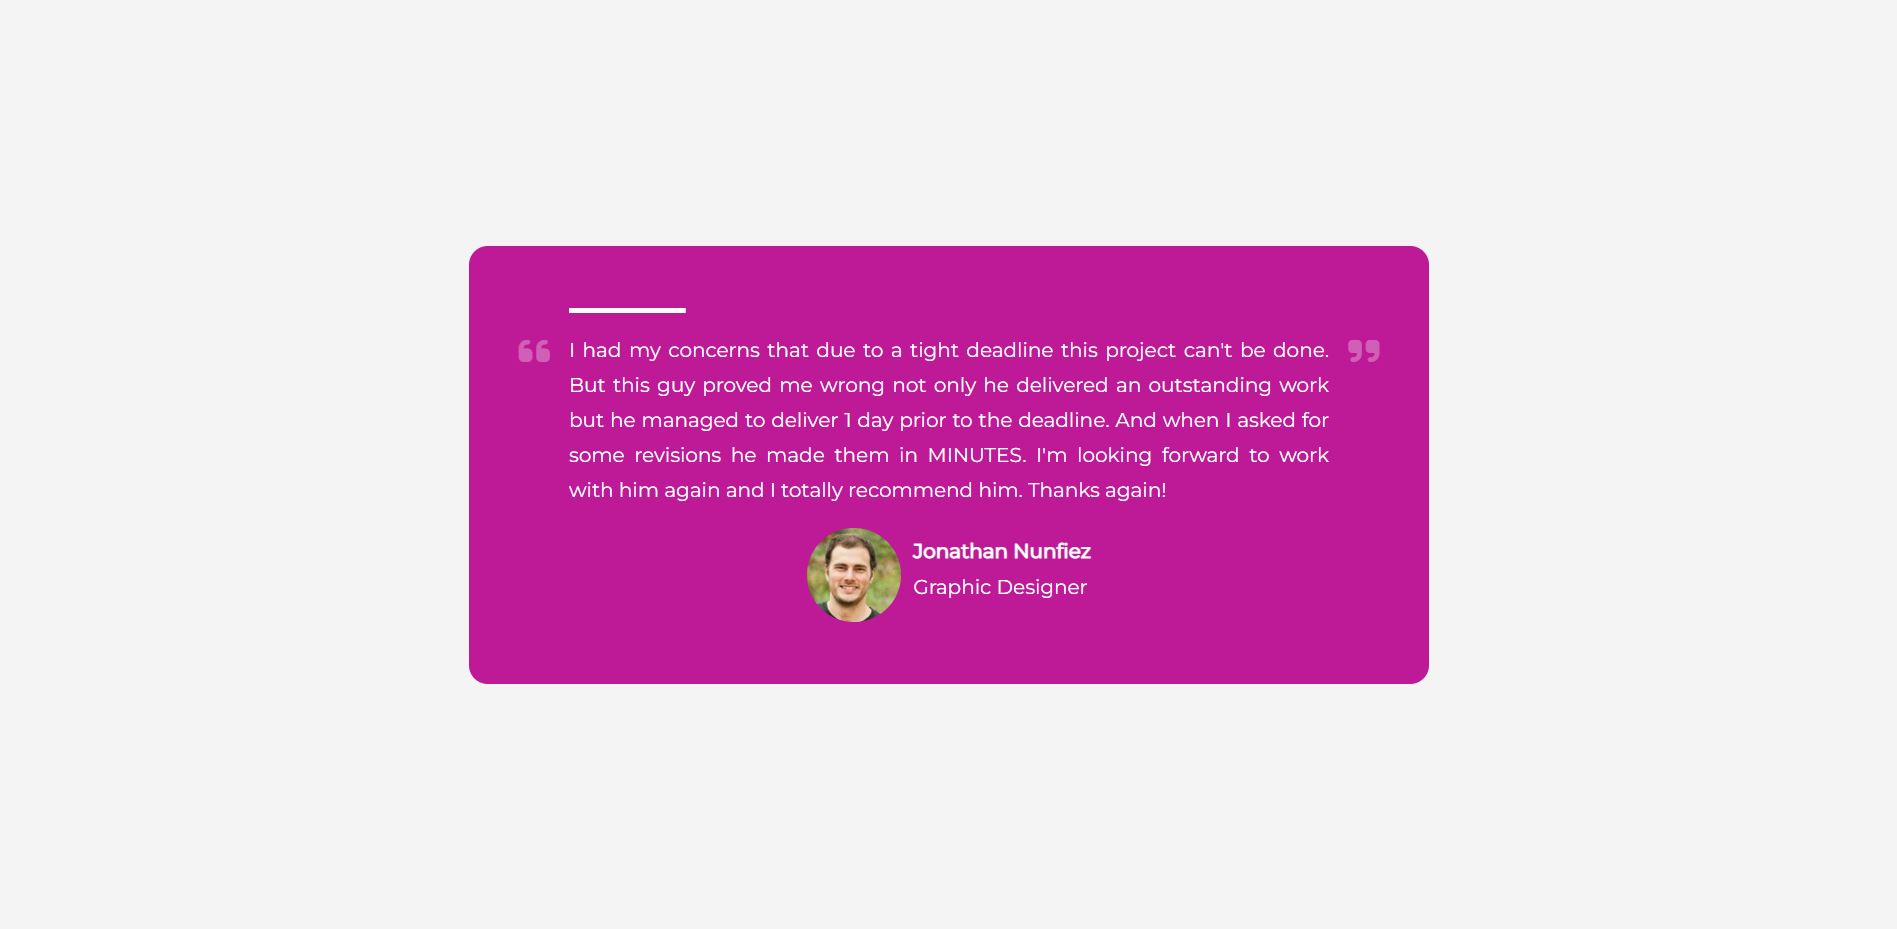 I had my concerns that due to a tight deadline this project can't be done.
But this guy proved me wrong not only he delivered an outstanding work
but he managed to deliver 1 day prior to the deadline. And when I asked for
some revisions he made them in MINUTES. I'm looking forward to work
with him again and I totally recommend him. Thanks again!
Jonathan Nunfiez
Graphic Designer